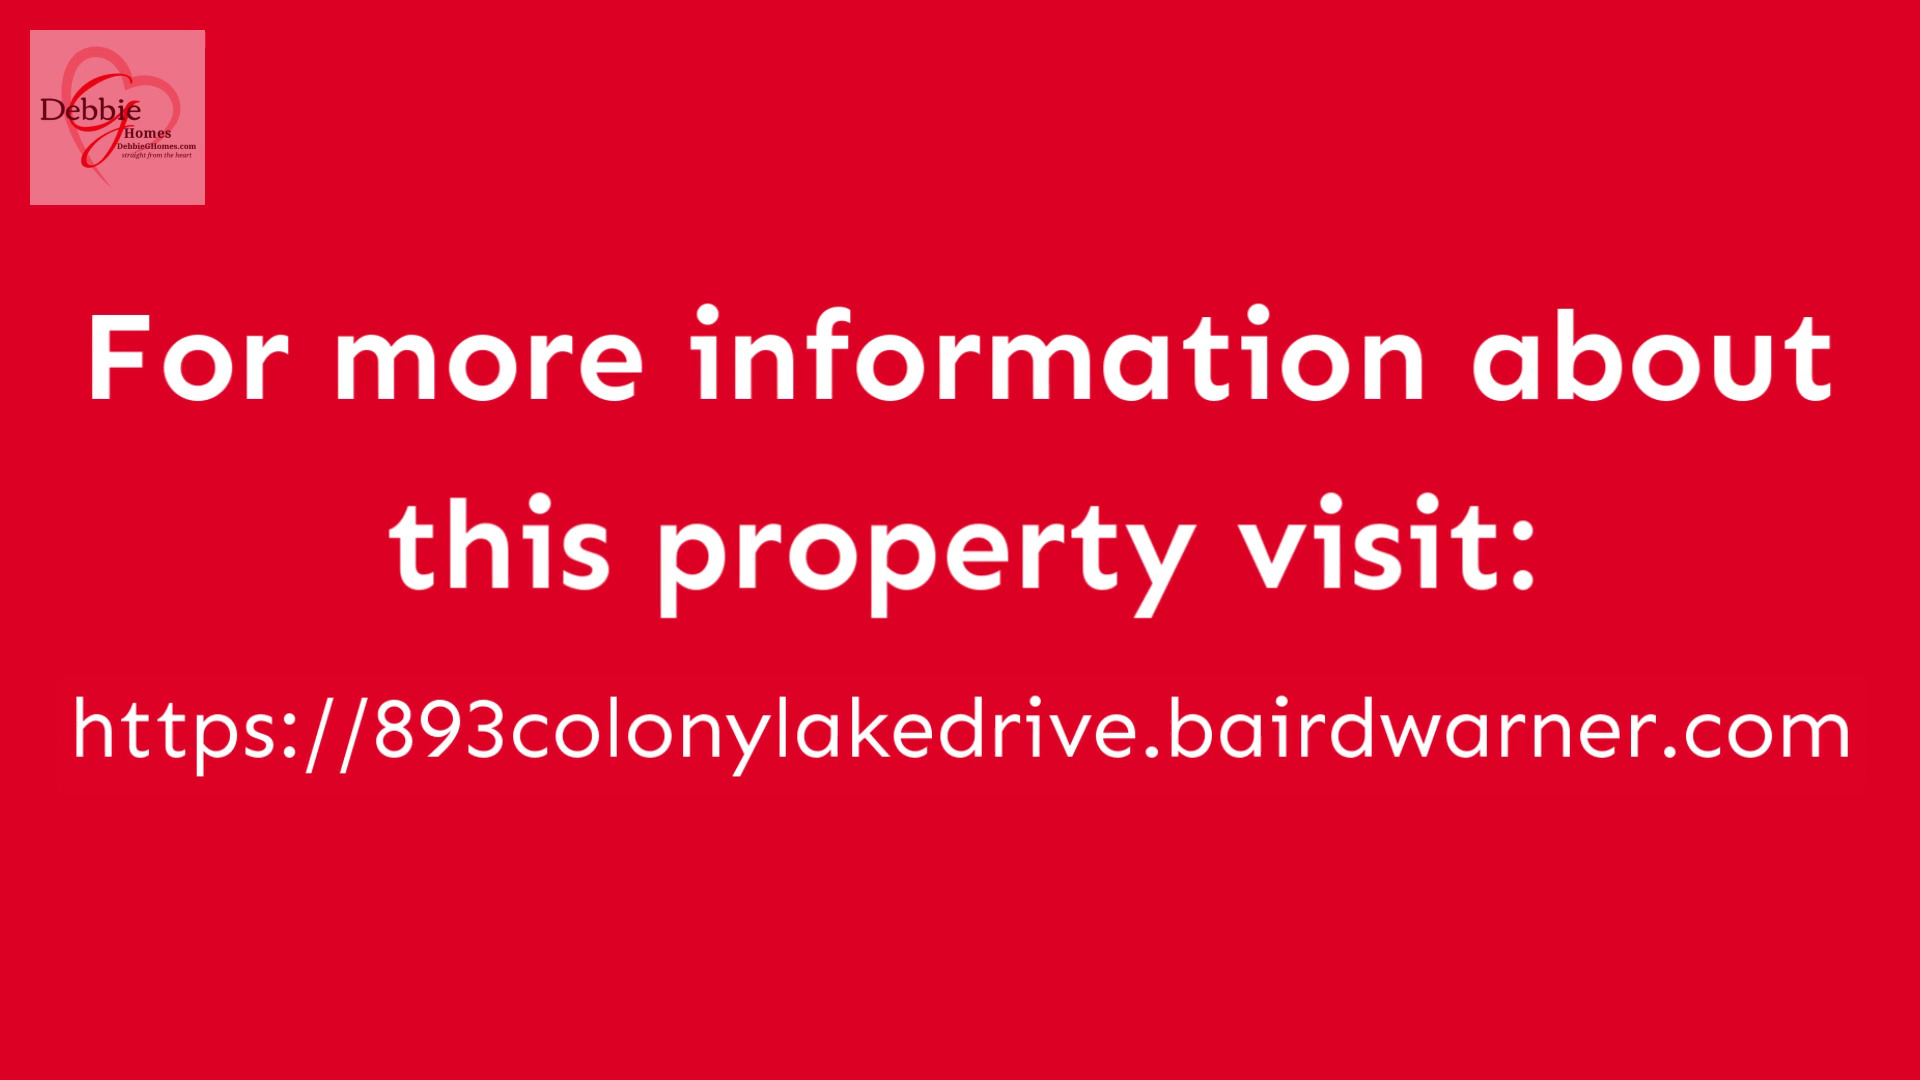 Debbie G
Homes
DebbieGHomes.com
straight from the heart
For more information about
this property visit:
https://893colonylakedrive.bairdwarner.com